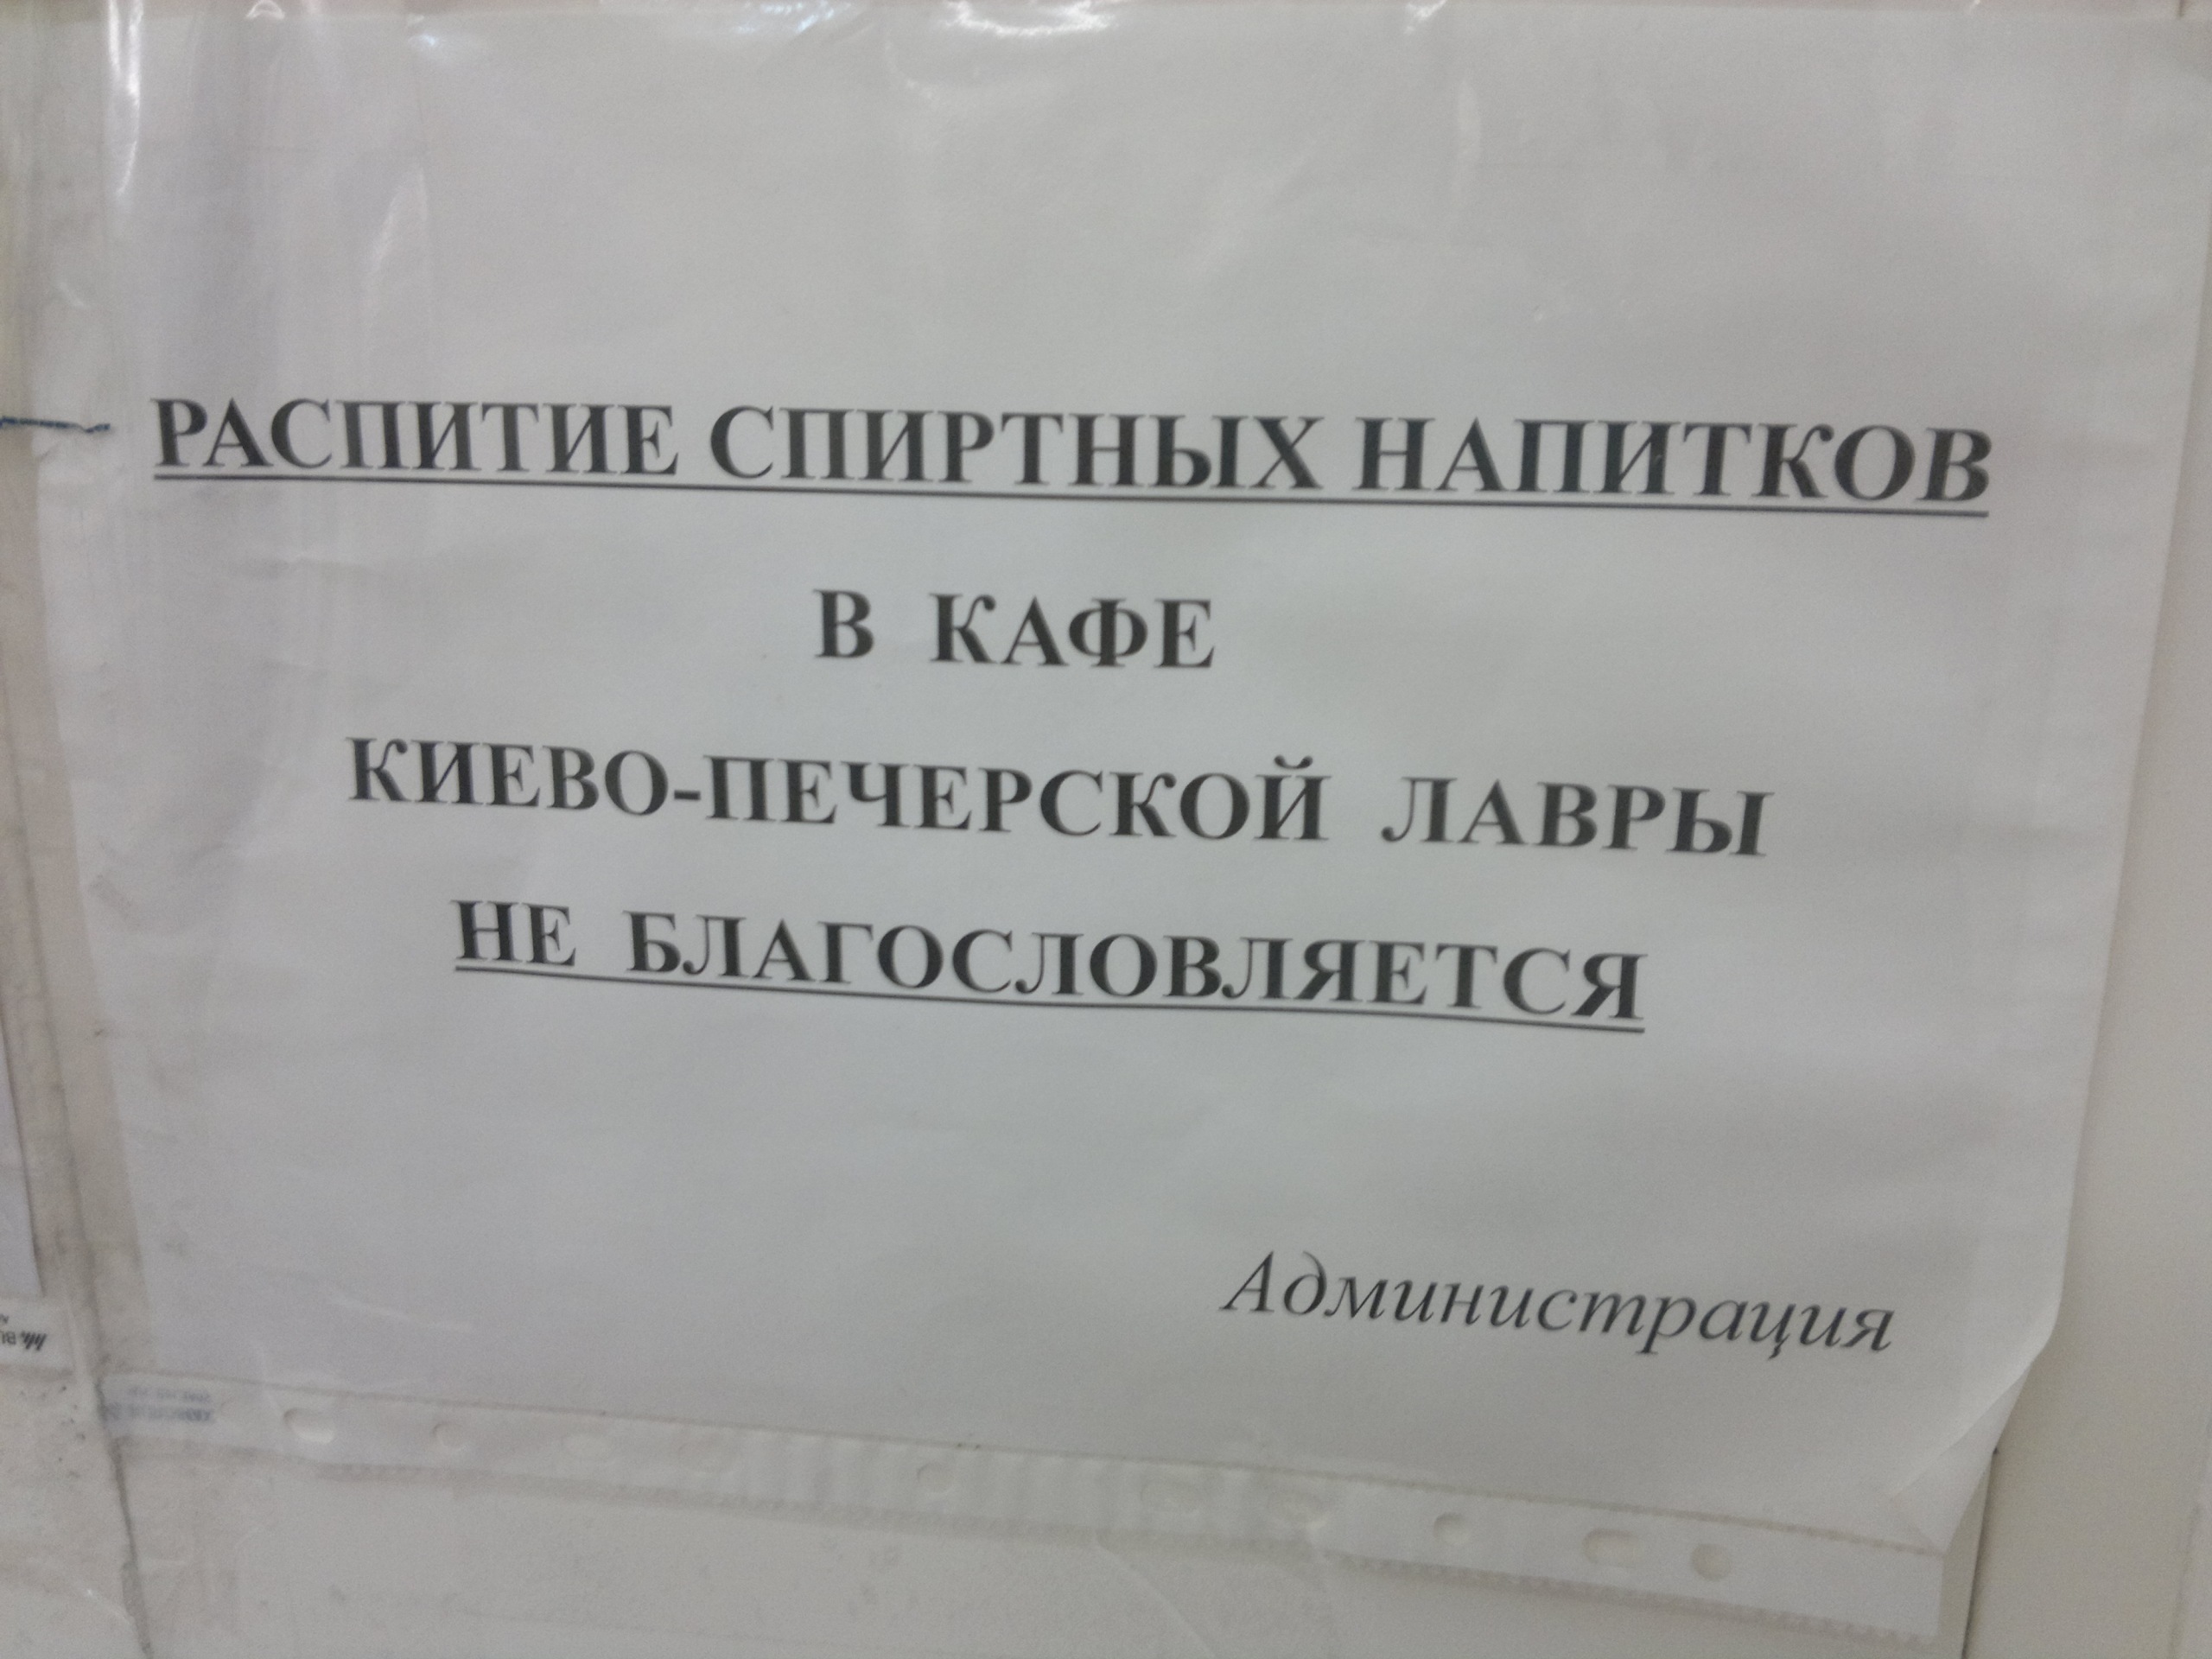 РАСПИТИЕ СПИРТНЫХ НАПИТКОВ
В КАФЕ
КИЕВО-ПЕЧЕРСКОЙ ЛАВРЫ
НЕ БЛАГОСЛОВЛЯЕТСЯ
Администрация